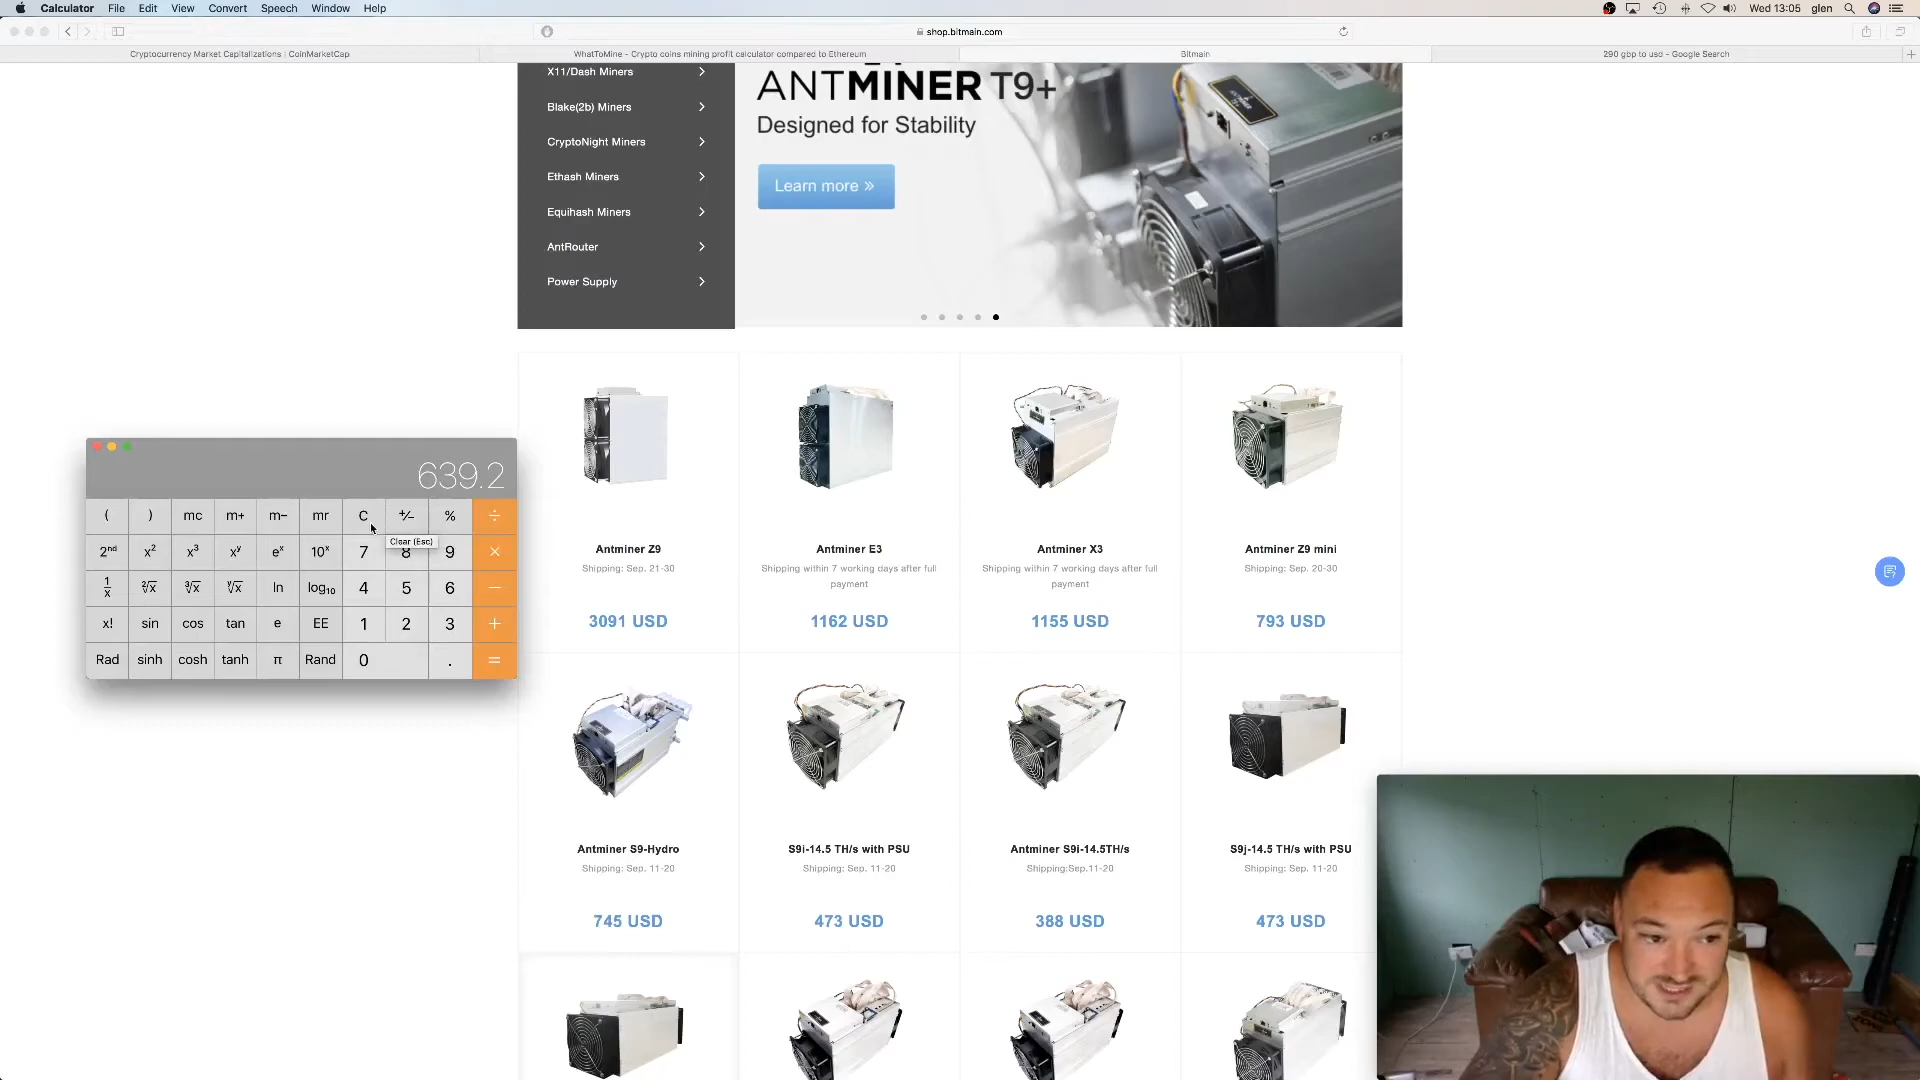 Calculator File Edit View Convert Speech Window Help
Wed 13:05 glen
shop.bitmain.com
Cryptocurrency Market Capitalizations | CoinMarketCap
WhatToMine - Crypto coins mining profit calculator compared to Ethereum
Bitmain
290 gbp to usd - Google Search
X11/Dash Miners
Blake(2b) Miners
CryptoNight Miners
Ethash Miners
Equihash Miners
AntRouter
Power Supply
ANTMINER T9+
Designed for Stability
Learn more »
639.2
( ) mc m+ m- mr C +/- % ÷
2nd x² x³ xʸ eˣ 10ˣ 7 8 9 ×
Clear (Esc)
1/x ²√x ³√x ʸ√x ln log₁₀ 4 5 6 −
x! sin cos tan e EE 1 2 3 +
Rad sinh cosh tanh π Rand 0 . =
Antminer Z9
Shipping: Sep. 21-30
3091 USD
Antminer E3
Shipping within 7 working days after full
payment
1162 USD
Antminer X3
Shipping within 7 working days after full
payment
1155 USD
Antminer Z9 mini
Shipping: Sep. 20-30
793 USD
Antminer S9-Hydro
Shipping: Sep. 11-20
745 USD
S9i-14.5 TH/s with PSU
Shipping: Sep. 11-20
473 USD
Antminer S9i-14.5TH/s
Shipping:Sep.11-20
388 USD
S9j-14.5 TH/s with PSU
Shipping: Sep. 11-20
473 USD